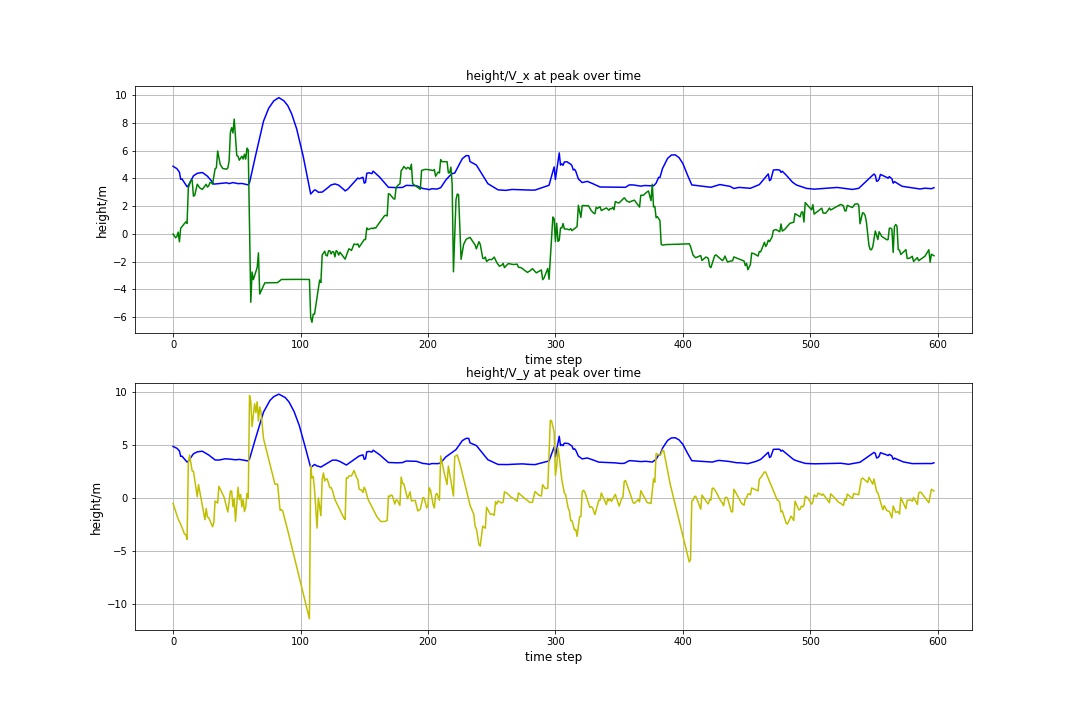 height/V_x at peak over time
10
8
6
4
2
0
−2
−4
−6
height/m
0 100 200 300 400 500 600
time step
height/V_y at peak over time
10
5
0
−5
−10
height/m
0 100 200 300 400 500 600
time step